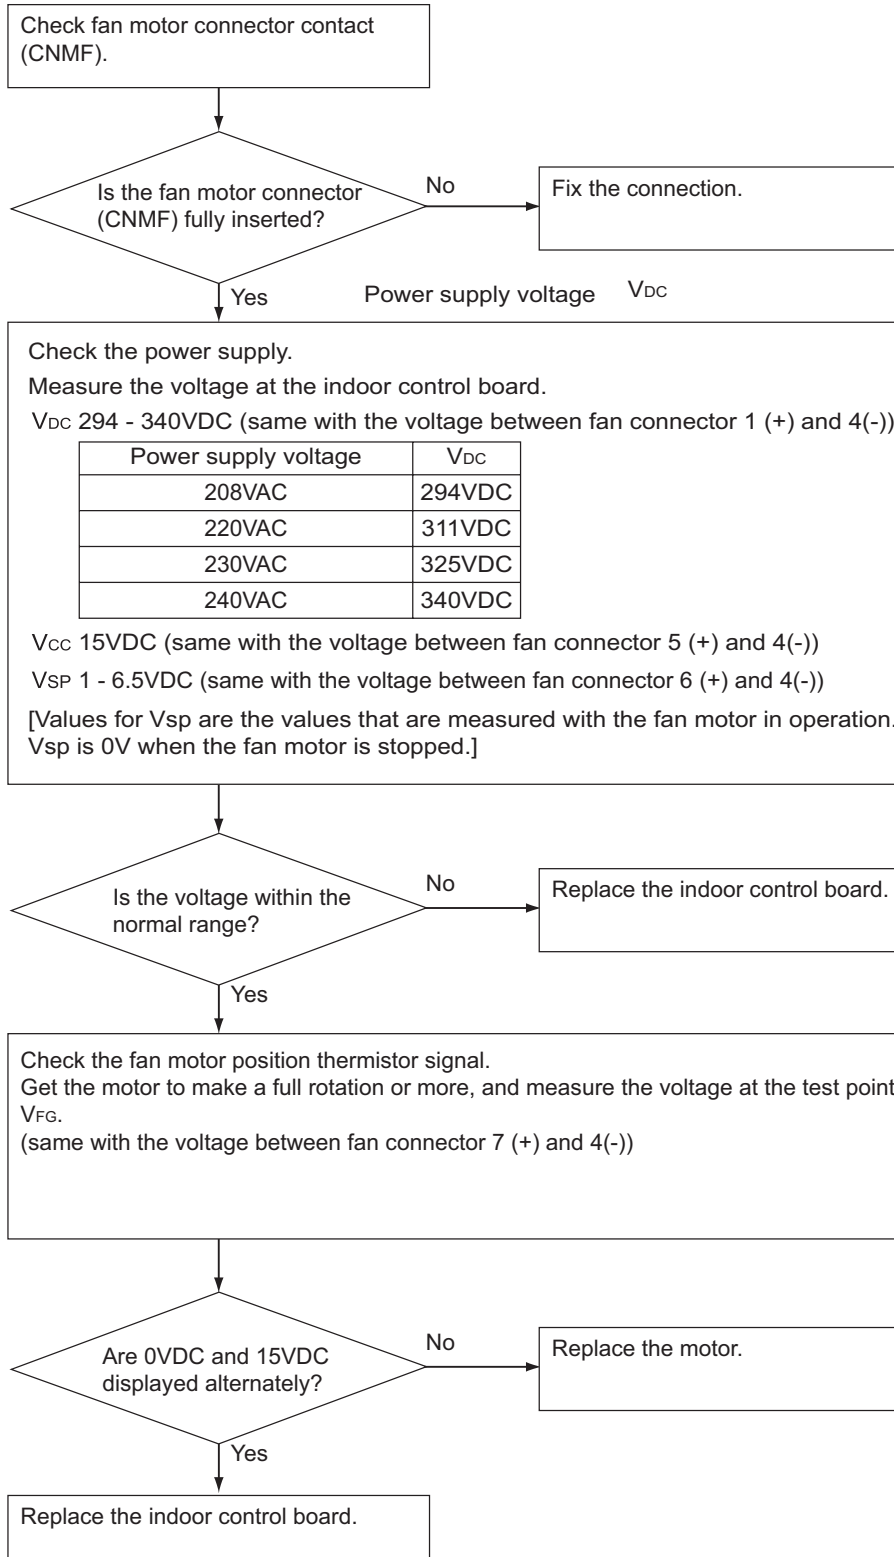 Check fan motor connector contact
(CNMF).
Is the fan motor connector
(CNMF) fully inserted?
No
Fix the connection.
Yes
Power supply voltage VDC
Check the power supply.
Measure the voltage at the indoor control board.
VDC 294 - 340VDC (same with the voltage between fan connector 1 (+) and 4(-))
Power supply voltage VDC
208VAC 294VDC
220VAC 311VDC
230VAC 325VDC
240VAC 340VDC
VCC 15VDC (same with the voltage between fan connector 5 (+) and 4(-))
VSP 1 - 6.5VDC (same with the voltage between fan connector 6 (+) and 4(-))
[Values for Vsp are the values that are measured with the fan motor in operation.
Vsp is 0V when the fan motor is stopped.]
Is the voltage within the
normal range?
No
Replace the indoor control board.
Yes
Check the fan motor position thermistor signal.
Get the motor to make a full rotation or more, and measure the voltage at the test point
VFG.
(same with the voltage between fan connector 7 (+) and 4(-))
Are 0VDC and 15VDC
displayed alternately?
No
Replace the motor.
Yes
Replace the indoor control board.